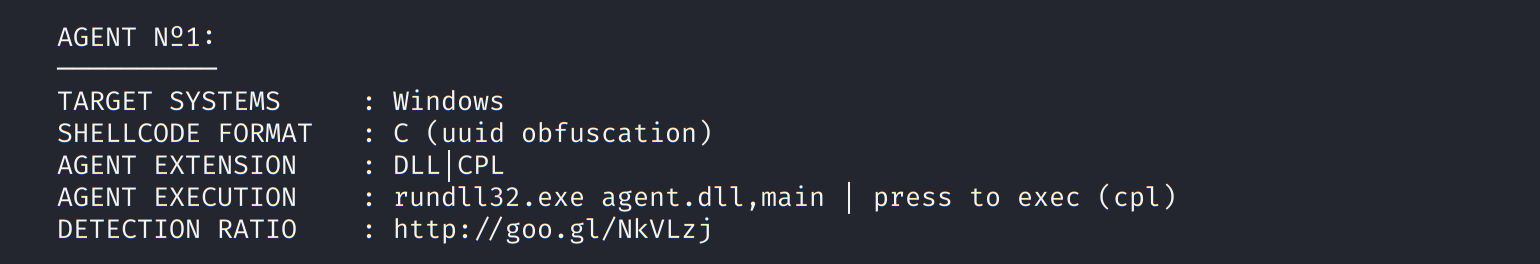 AGENT Nº1:
TARGET SYSTEMS : Windows
SHELLCODE FORMAT : C (uuid obfuscation)
AGENT EXTENSION : DLL|CPL
AGENT EXECUTION : rundll32.exe agent.dll,main | press to exec (cpl)
DETECTION RATIO : http://goo.gl/NkVLzj